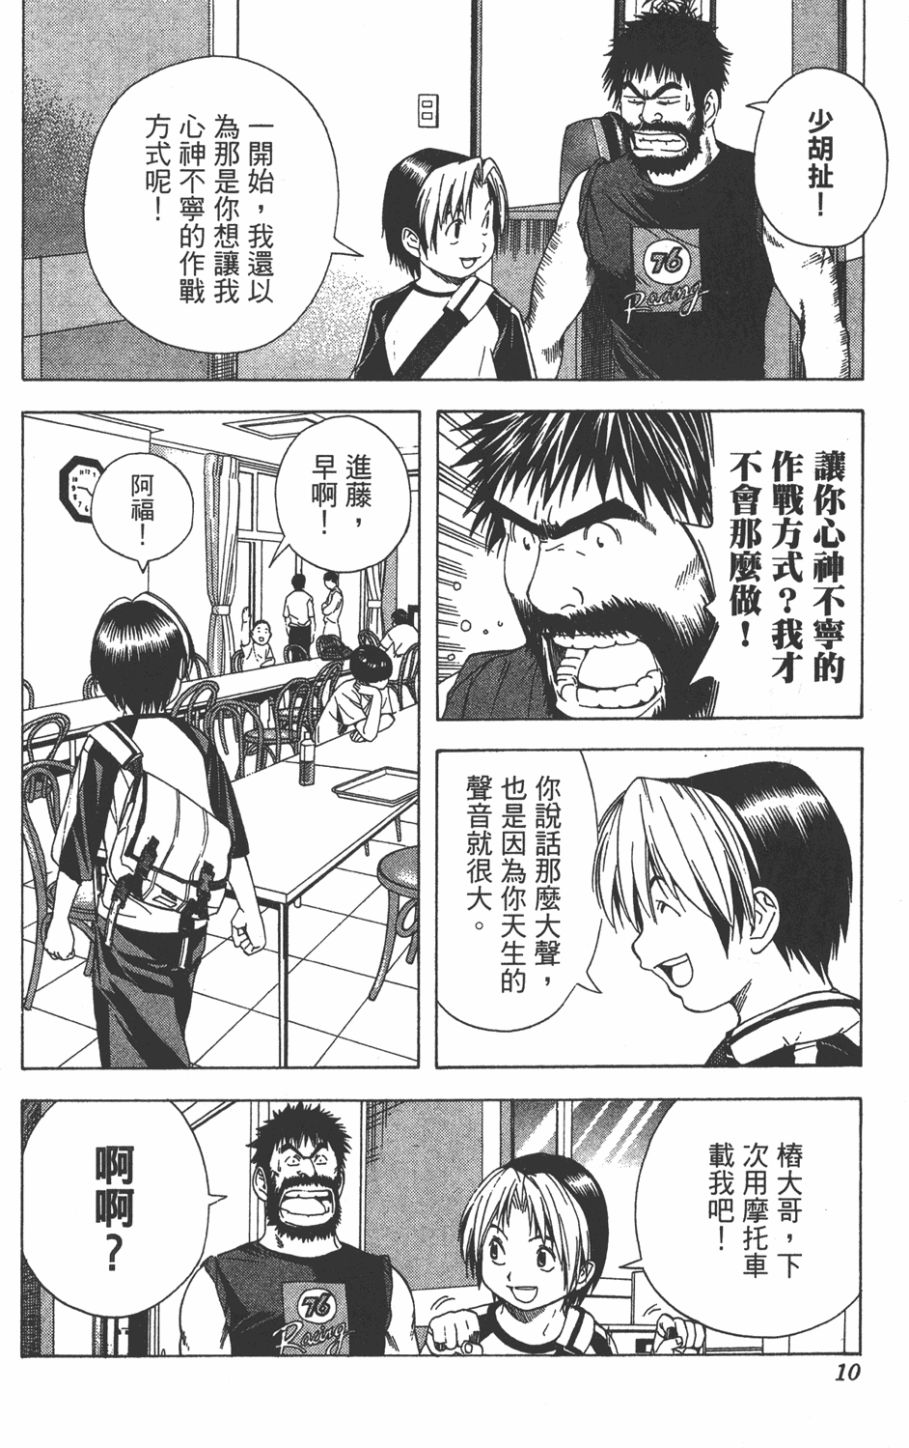 少胡扯！
76
Racing
一開始，我還以
為那是你想讓我
心神不寧的作戰
方式呢！
讓你心神不寧的
作戰方式？我才
不會那麼做！
你說話那麼大聲，
也是因為你天生的
聲音就很大。
進藤，
早啊！
阿福！
椿大哥，下
次用摩托車
載我吧！
76
Racing
啊啊？
10